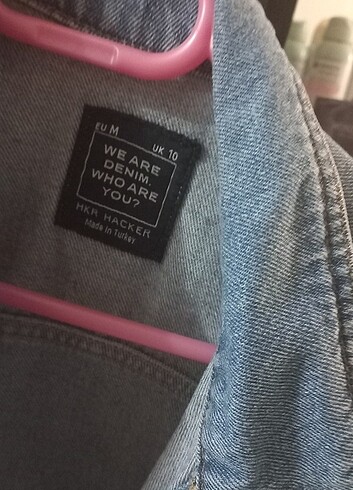 EU M UK 10
WE ARE
DENIM.
WHO ARE
YOU?
HKR HACKER
Made in Turkey